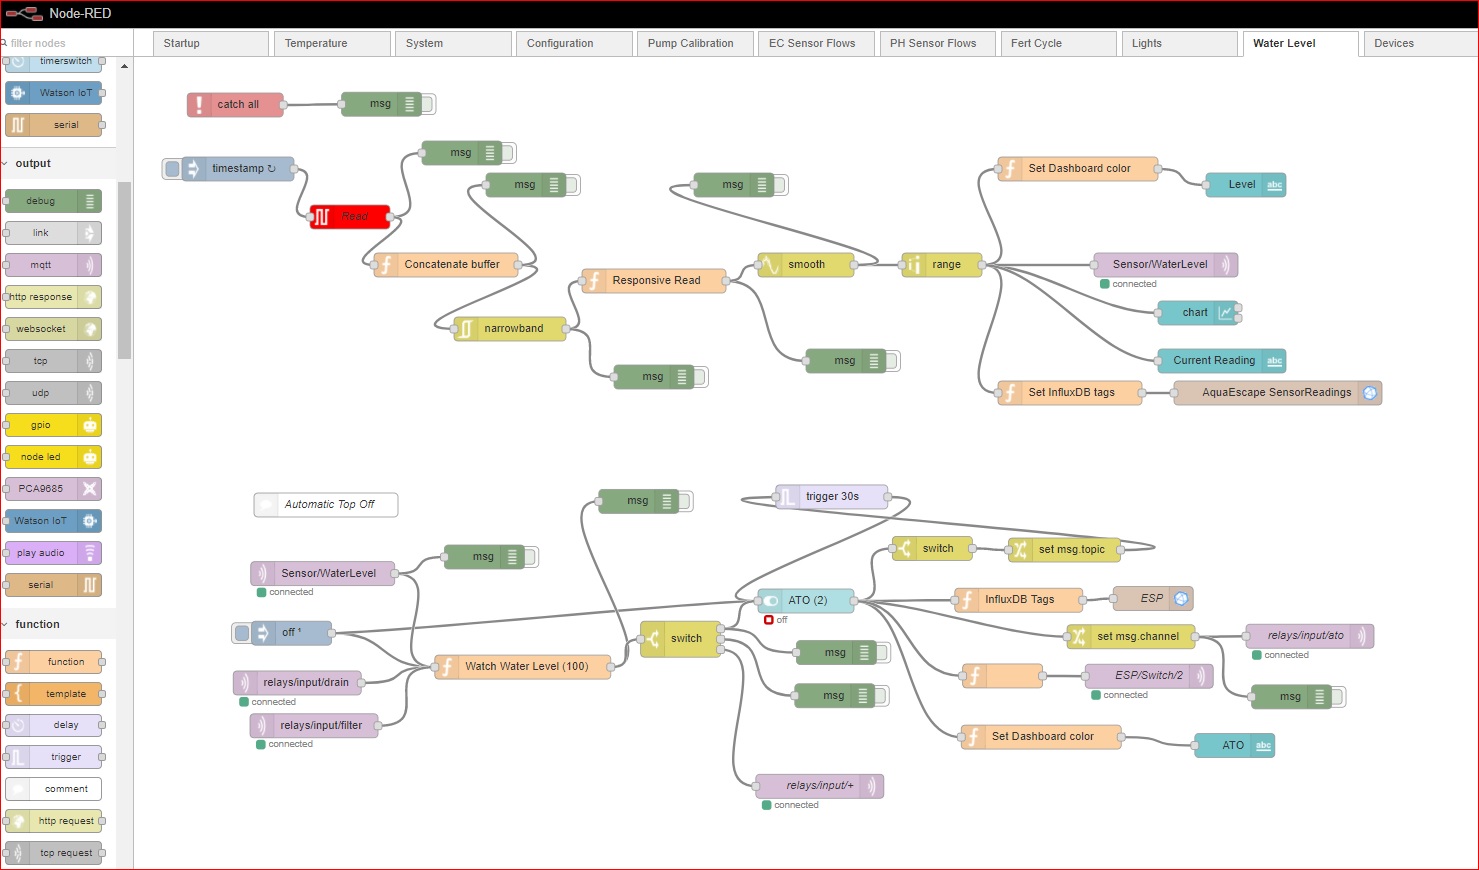 Node-RED
filter nodes
Startup
Temperature
System
Configuration
Pump Calibration
EC Sensor Flows
PH Sensor Flows
Fert Cycle
Lights
Water Level
Devices
timerswitch
Watson IoT
serial
output
debug
link
mqtt
http response
websocket
tcp
udp
gpio
node led
PCA9685
Watson IoT
play audio
serial
function
function
template
delay
trigger
comment
http request
tcp request
catch all
msg
timestamp ↻
msg
msg
msg
Read
Concatenate buffer
narrowband
Responsive Read
msg
smooth
msg
range
Set Dashboard color
Level abc
Sensor/WaterLevel
connected
chart
Current Reading abc
Set InfluxDB tags
AquaEscape SensorReadings
Automatic Top Off
msg
trigger 30s
Sensor/WaterLevel
connected
msg
off ¹
relays/input/drain
connected
relays/input/filter
connected
Watch Water Level (100)
switch
ATO (2)
off
msg
msg
relays/input/+
connected
switch
set msg.topic
InfluxDB Tags
ESP
set msg.channel
relays/input/ato
connected
ESP/Switch/2
connected
msg
Set Dashboard color
ATO abc